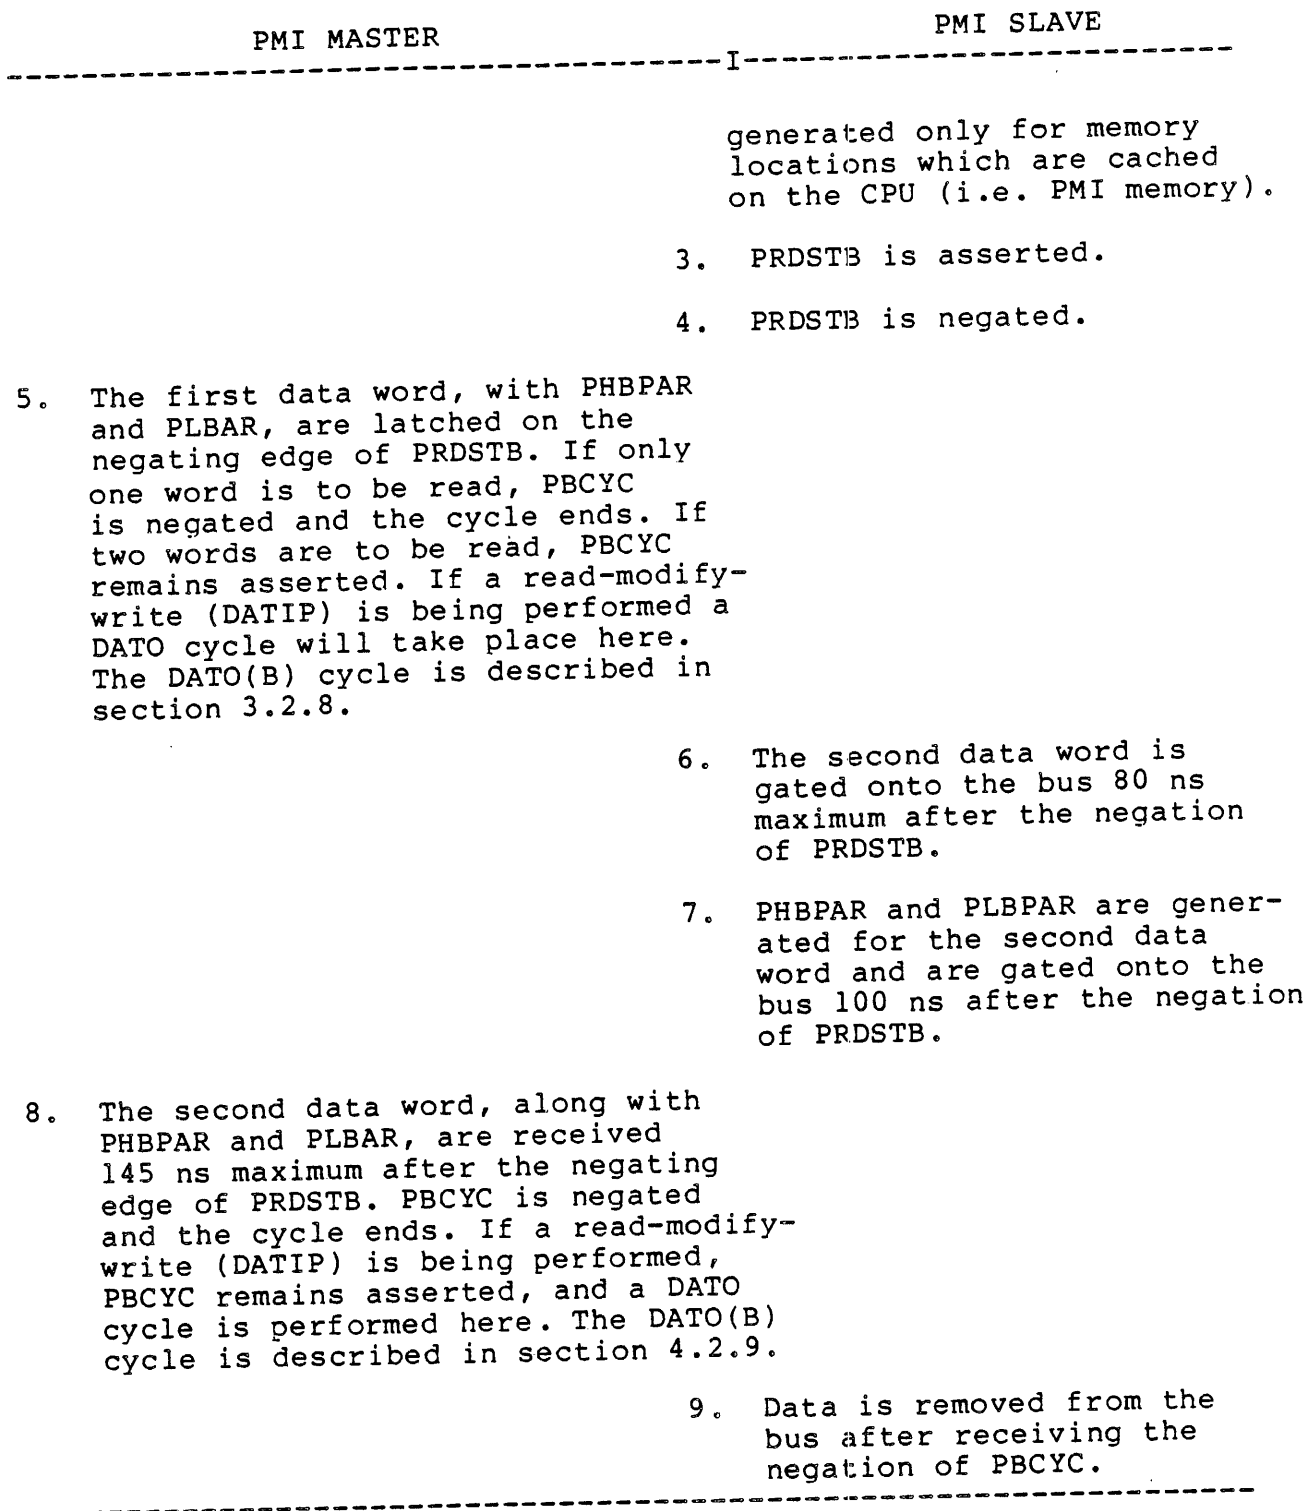 PMI MASTER PMI SLAVE
--------------------------------------I--------------------------
generated only for memory
locations which are cached
on the CPU (i.e. PMI memory).
3. PRDSTB is asserted.
4. PRDSTB is negated.
5. The first data word, with PHBPAR
and PLBAR, are latched on the
negating edge of PRDSTB. If only
one word is to be read, PBCYC
is negated and the cycle ends. If
two words are to be read, PBCYC
remains asserted. If a read-modify-
write (DATIP) is being performed a
DATO cycle will take place here.
The DATO(B) cycle is described in
section 3.2.8.
6. The second data word is
gated onto the bus 80 ns
maximum after the negation
of PRDSTB.
7. PHBPAR and PLBPAR are gener-
ated for the second data
word and are gated onto the
bus 100 ns after the negation
of PRDSTB.
8. The second data word, along with
PHBPAR and PLBAR, are received
145 ns maximum after the negating
edge of PRDSTB. PBCYC is negated
and the cycle ends. If a read-modify-
write (DATIP) is being performed,
PBCYC remains asserted, and a DATO
cycle is performed here. The DATO(B)
cycle is described in section 4.2.9.
9. Data is removed from the
bus after receiving the
negation of PBCYC.
--------------------------------------------------------------